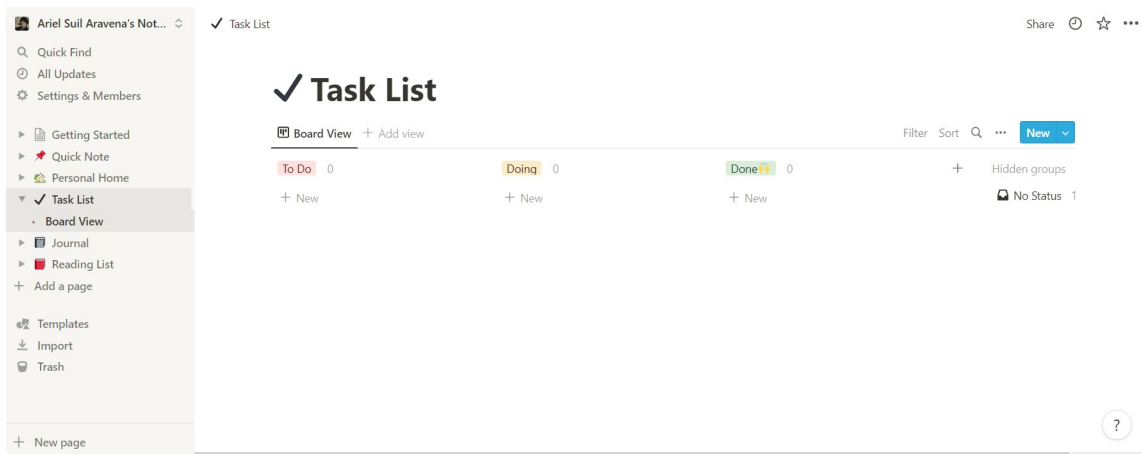 Ariel Suil Aravena's Not...
Quick Find
All Updates
Settings & Members
Getting Started
Quick Note
Personal Home
Task List
Board View
Journal
Reading List
+ Add a page
Templates
Import
Trash
+ New page
✓ Task List
Share
✓ Task List
Board View + Add view
Filter Sort ••• New
To Do 0 Doing 0 Done🙌 0 + Hidden groups
+ New + New + New No Status 1
?